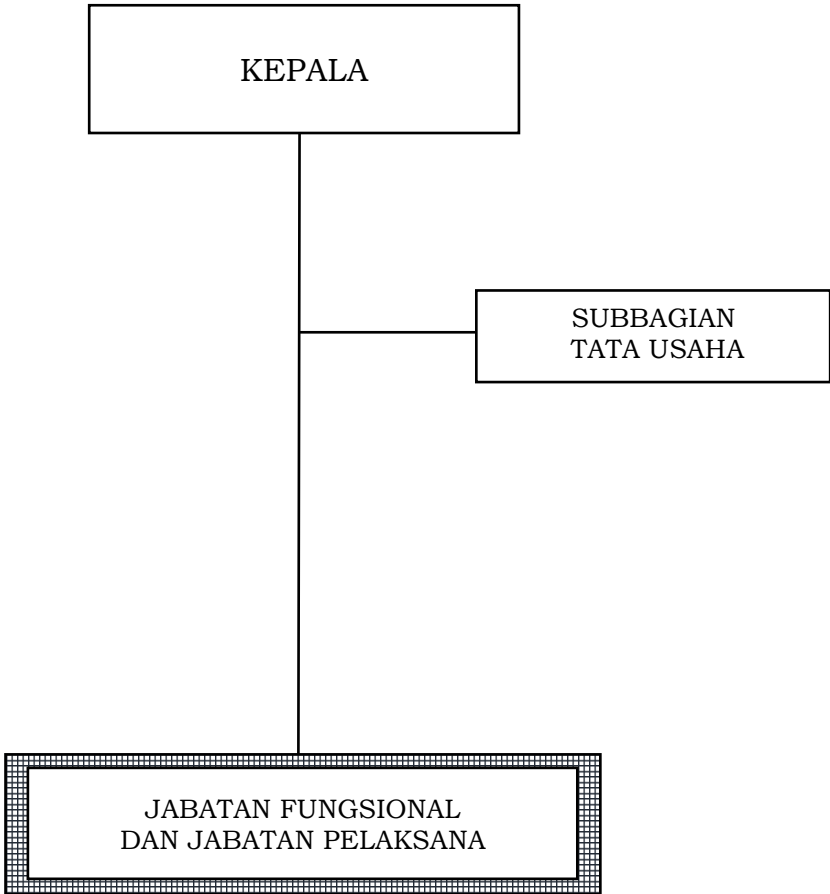 KEPALA
SUBBAGIAN
TATA USAHA
JABATAN FUNGSIONAL
DAN JABATAN PELAKSANA